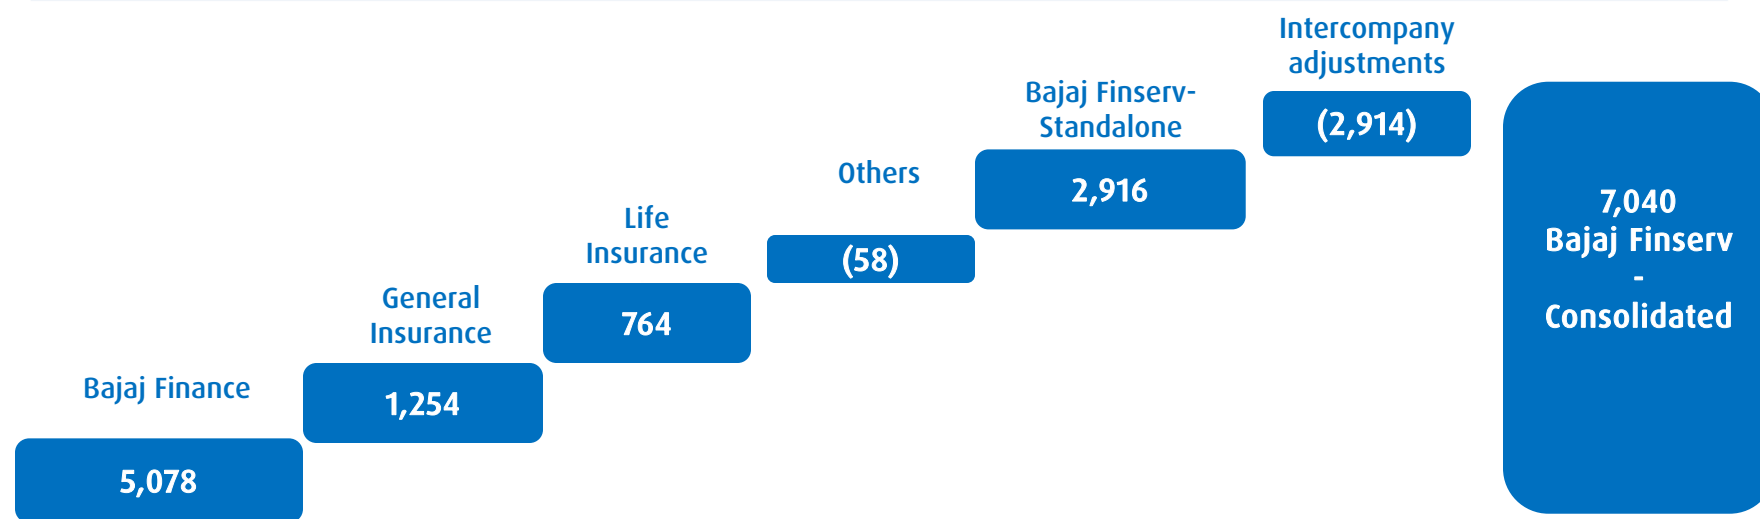 Bajaj Finance
5,078
General
Insurance
1,254
Life
Insurance
764
Others
(58)
Bajaj Finserv-
Standalone
2,916
Intercompany
adjustments
(2,914)
7,040
Bajaj Finserv
-
Consolidated